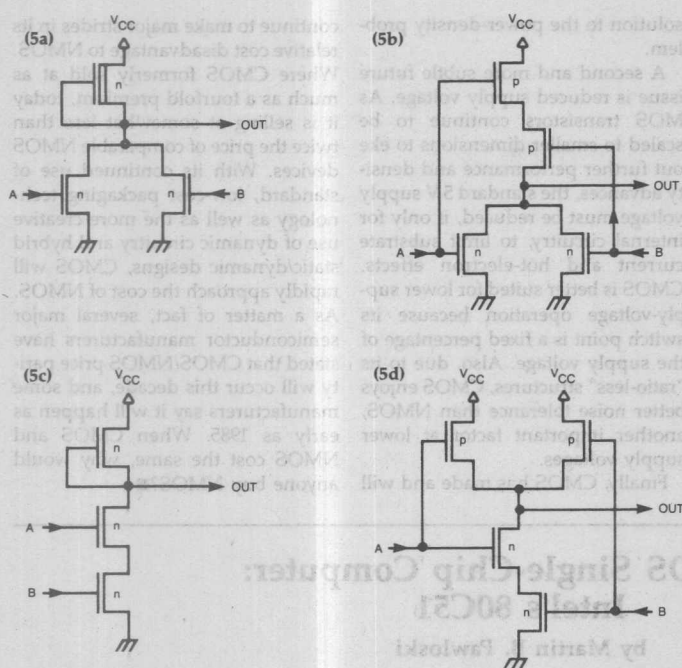 (5a)
VCC
n
OUT
A
n
n
B
(5b)
VCC
p
p
OUT
A
n
n
B
(5c)
VCC
n
OUT
A
n
B
n
(5d)
VCC
VCC
p
p
OUT
A
n
n
B
solution to the power-density prob-
lem.
A second and more subtle future
issue is reduced supply voltage. As
MOS transistors continue to be
scaled to smaller dimensions to eke
out further performance and densi-
ty advances, the standard 5V supply
voltage must be reduced, if only for
internal circuitry, to limit substrate
current and hot-electron effects.
CMOS is better suited for lower sup-
ply-voltage operation because its
switch point is a fixed percentage of
the supply voltage. Also, due to its
"ratio-less" structures, CMOS enjoys
better noise tolerance than NMOS,
another important factor at lower
supply voltages.
Finally, CMOS has made and will
continue to make major strides in its
relative cost disadvantage to NMOS.
Where CMOS formerly sold at as
much as a fourfold premium, today
it is selling at somewhat less than
twice the price of comparable NMOS
devices. With its continued use of
standard, low-cost packaging tech-
nology as well as the more creative
use of dynamic circuitry and hybrid
static/dynamic designs, CMOS will
rapidly approach the cost of NMOS.
As a matter of fact, several major
semiconductor manufacturers have
stated that CMOS/NMOS price pari-
ty will occur this decade, and some
manufacturers say it will happen as
early as 1985. When CMOS and
NMOS cost the same, why would
anyone buy NMOS?
OS Single-Chip Computer:
Intel's 80C51
by Martin B. Pawloski